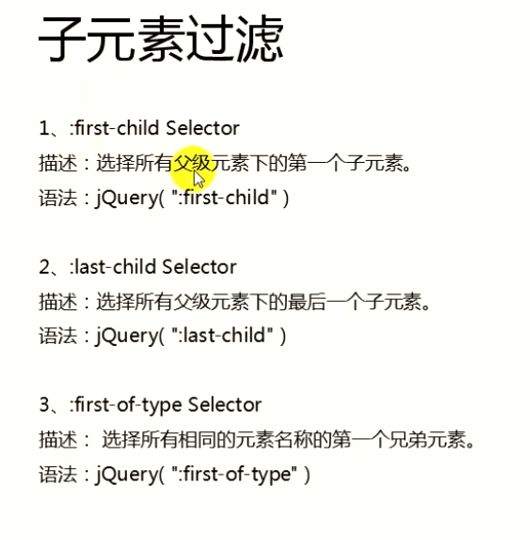 子元素过滤
1、:first-child Selector
描述：选择所有父级元素下的第一个子元素。
语法：jQuery( ":first-child" )
2、:last-child Selector
描述：选择所有父级元素下的最后一个子元素。
语法：jQuery( ":last-child" )
3、:first-of-type Selector
描述： 选择所有相同的元素名称的第一个兄弟元素。
语法：jQuery( ":first-of-type" )